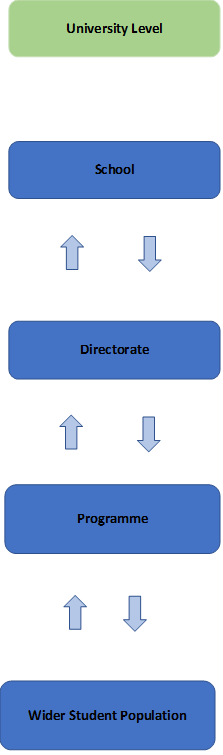 University Level
School
Directorate
Programme
Wider Student Population